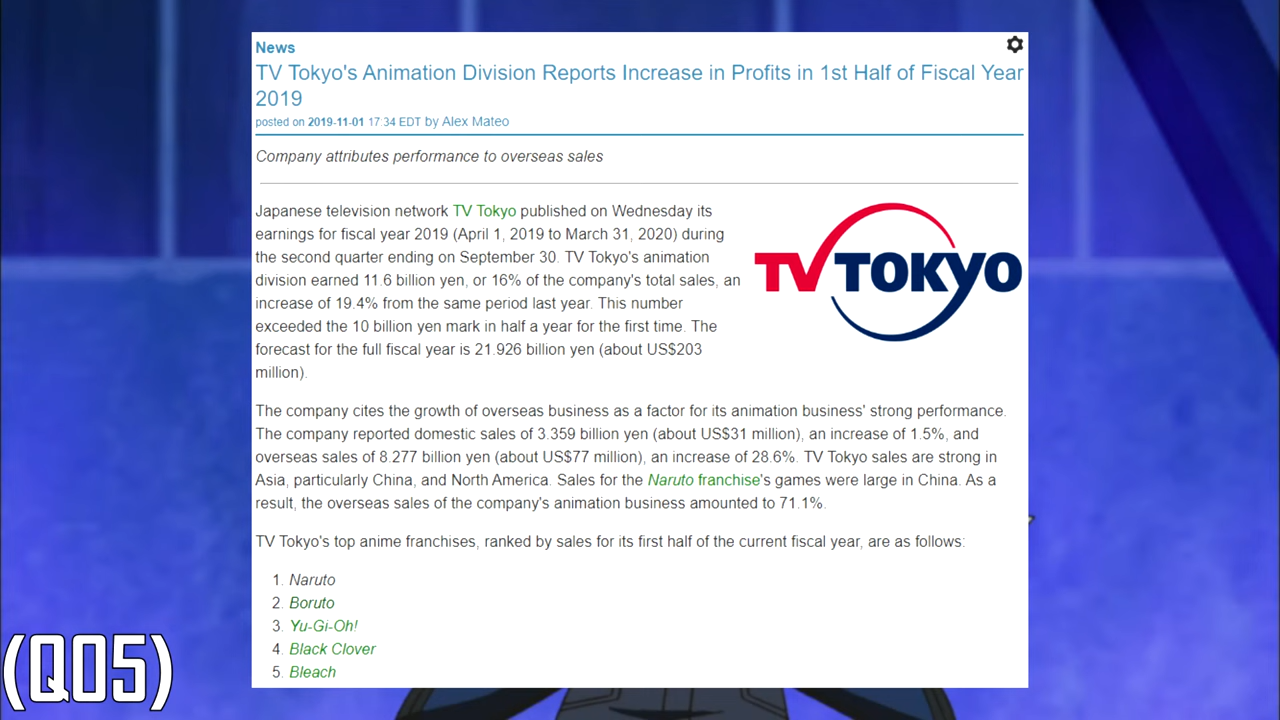 News
TV Tokyo's Animation Division Reports Increase in Profits in 1st Half of Fiscal Year
2019
posted on 2019-11-01 17:34 EDT by Alex Mateo
Company attributes performance to overseas sales
Japanese television network TV Tokyo published on Wednesday its
earnings for fiscal year 2019 (April 1, 2019 to March 31, 2020) during
the second quarter ending on September 30. TV Tokyo's animation
division earned 11.6 billion yen, or 16% of the company's total sales, an
increase of 19.4% from the same period last year. This number
exceeded the 10 billion yen mark in half a year for the first time. The
forecast for the full fiscal year is 21.926 billion yen (about US$203
million).
TV TOKYO
The company cites the growth of overseas business as a factor for its animation business' strong performance.
The company reported domestic sales of 3.359 billion yen (about US$31 million), an increase of 1.5%, and
overseas sales of 8.277 billion yen (about US$77 million), an increase of 28.6%. TV Tokyo sales are strong in
Asia, particularly China, and North America. Sales for the Naruto franchise's games were large in China. As a
result, the overseas sales of the company's animation business amounted to 71.1%.
TV Tokyo's top anime franchises, ranked by sales for its first half of the current fiscal year, are as follows:
1. Naruto
2. Boruto
3. Yu-Gi-Oh!
4. Black Clover
5. Bleach
(Q05)